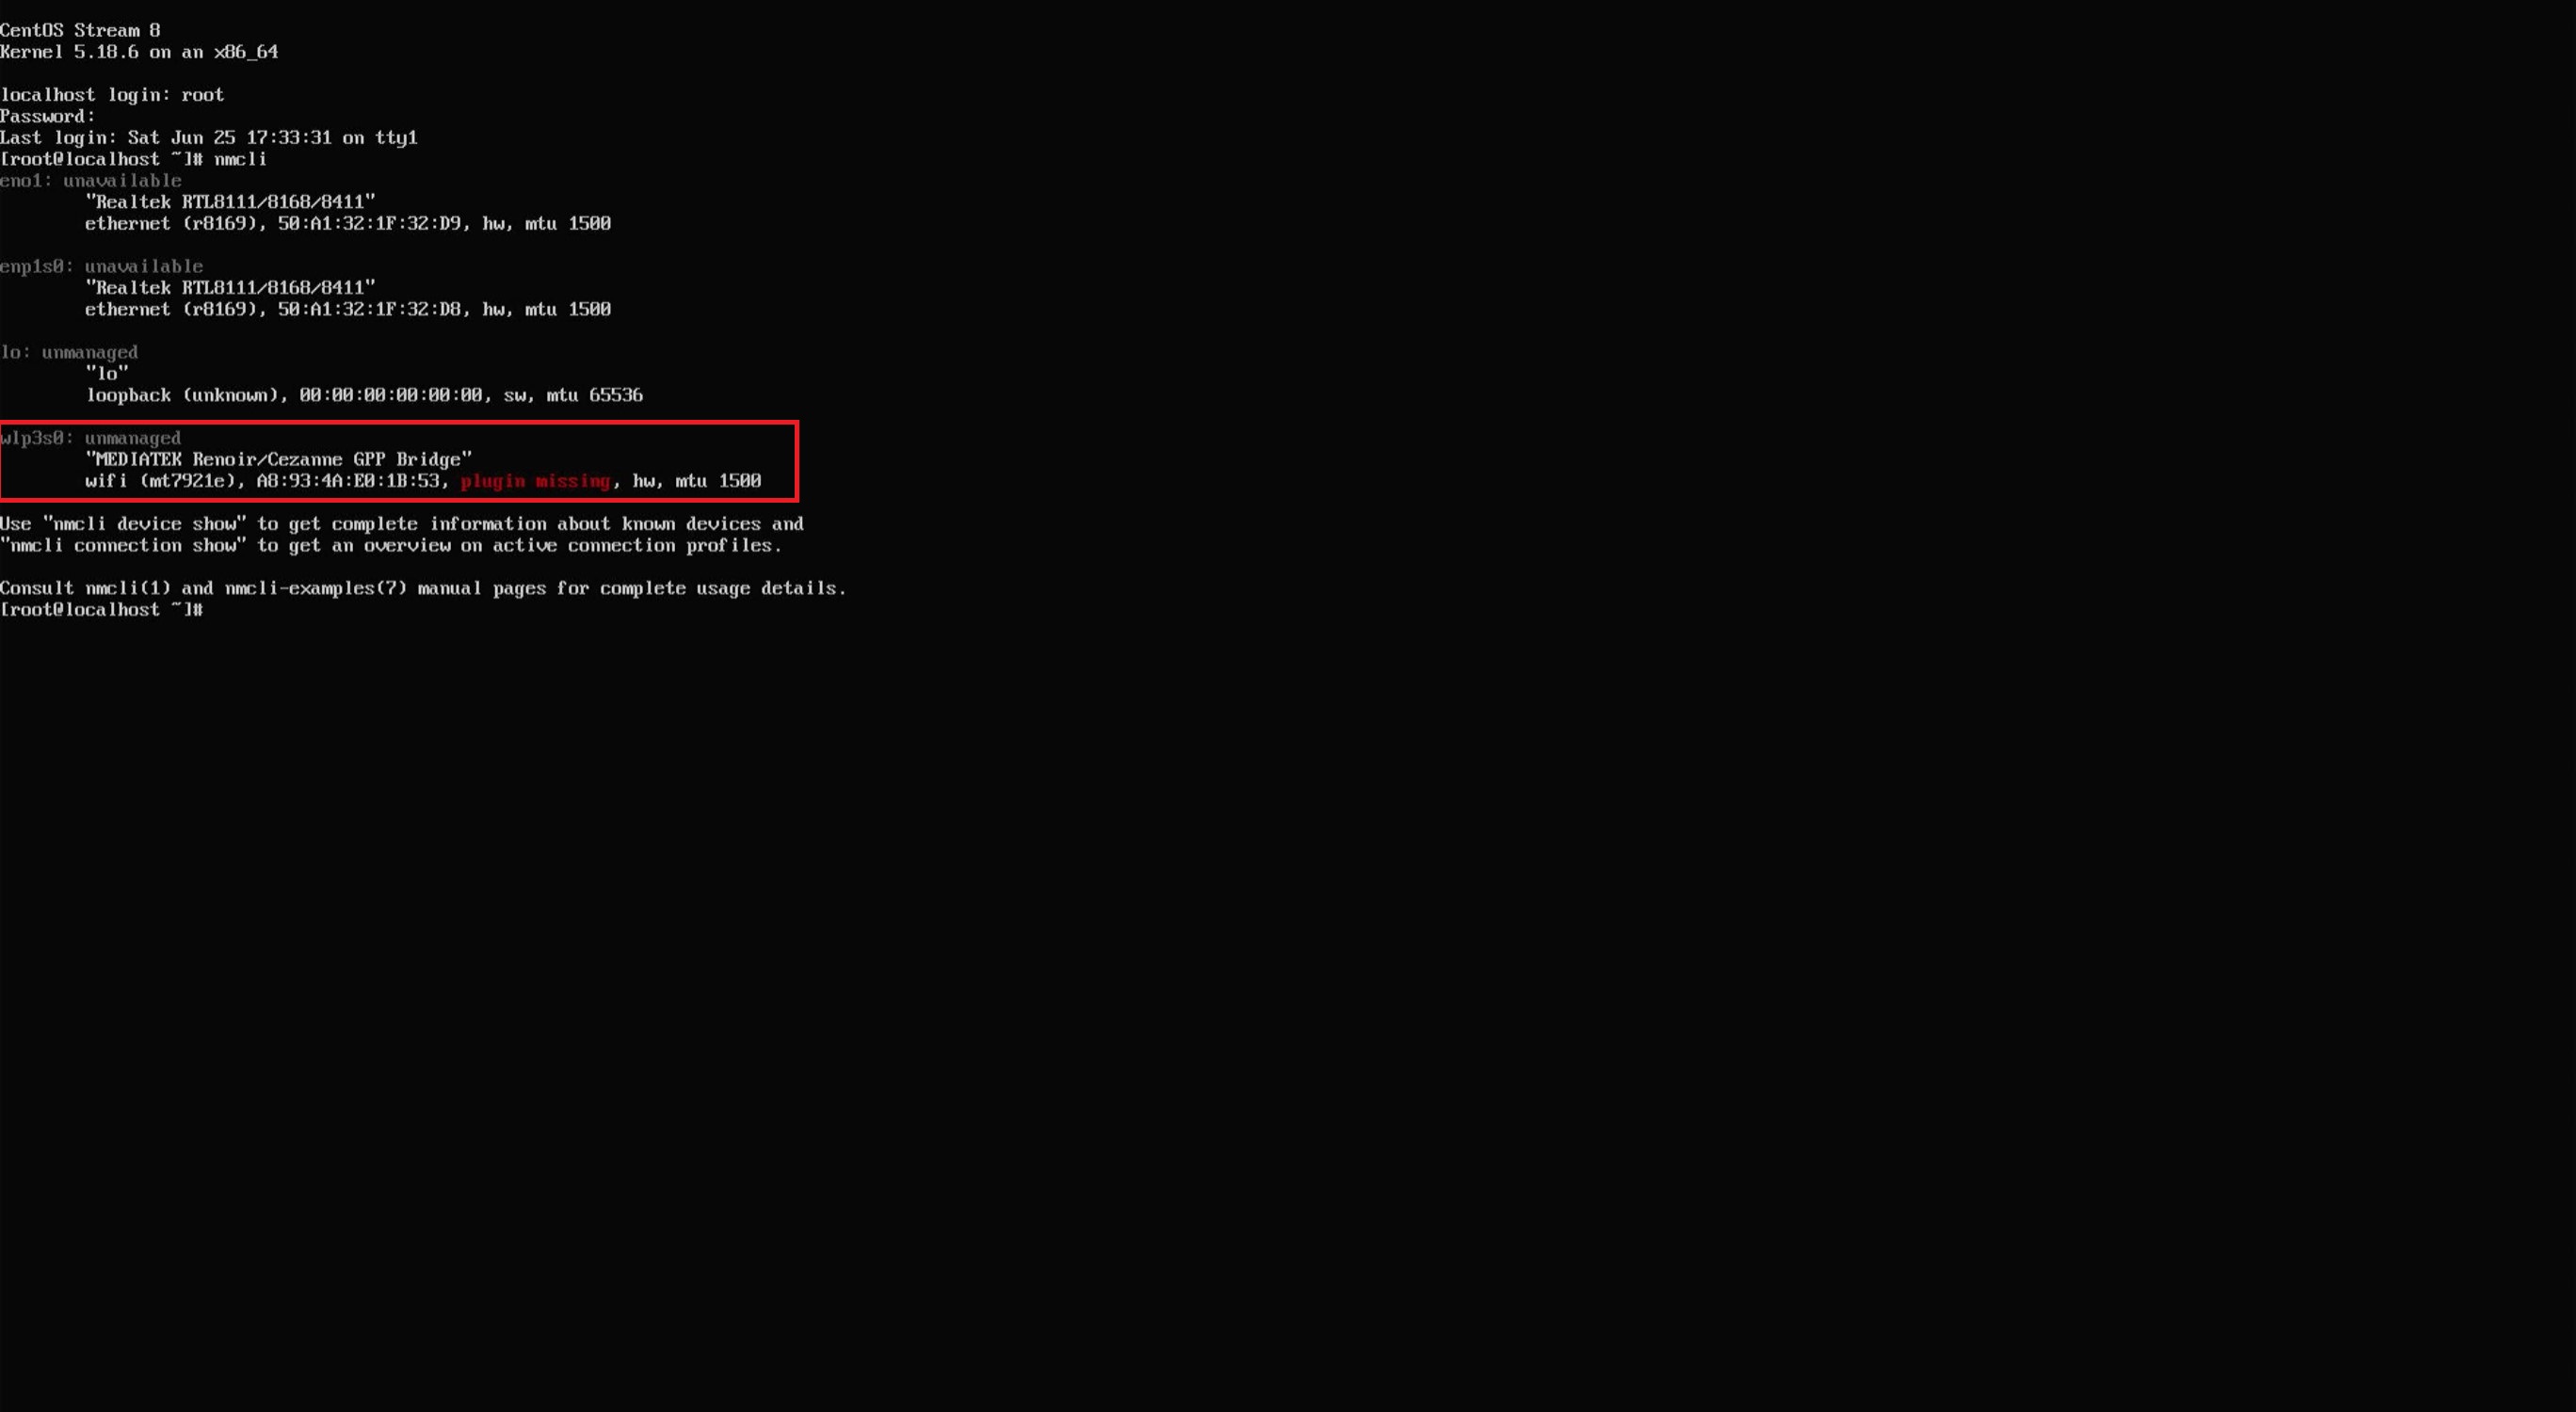 CentOS Stream 8
Kernel 5.18.6 on an x86_64
localhost login: root
Password:
Last login: Sat Jun 25 17:33:31 on tty1
[root@localhost ~]# nmcli
eno1: unavailable
"Realtek RTL8111/8168/8411"
ethernet (r8169), 50:A1:32:1F:32:D9, hw, mtu 1500
enp1s0: unavailable
"Realtek RTL8111/8168/8411"
ethernet (r8169), 50:A1:32:1F:32:D8, hw, mtu 1500
lo: unmanaged
"lo"
loopback (unknown), 00:00:00:00:00:00, sw, mtu 65536
wlp3s0: unmanaged
"MEDIATEK Renoir/Cezanne GPP Bridge"
wifi (mt7921e), A8:93:4A:E0:1B:53, plugin missing, hw, mtu 1500
Use "nmcli device show" to get complete information about known devices and
"nmcli connection show" to get an overview on active connection profiles.
Consult nmcli(1) and nmcli-examples(7) manual pages for complete usage details.
[root@localhost ~]#